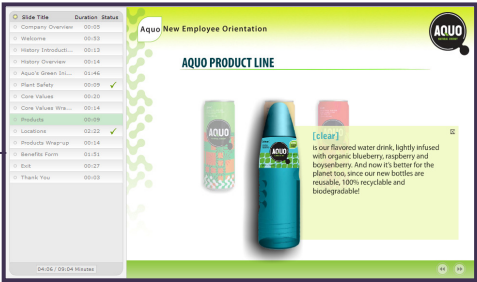 Slide Title Duration Status
Company Overview 00:05
Welcome 00:53
History Introducti... 00:13
History Overview 00:14
Aquo's Green Ini... 01:46
Plant Safety 00:09
Core Values 00:20
Core Values Wra... 00:14
Products 00:09
Locations 02:22
Products Wrap-up 00:14
Benefits Form 01:51
Exit 00:27
Thank You 00:03
04:06 / 09:04 Minutes
Aquo New Employee Orientation
AQUO
AQUO PRODUCT LINE
AQUO
AQUO
[clear]
is our flavored water drink, lightly infused
with organic blueberry, raspberry and
boysenberry. And now it's better for the
planet too, since our new bottles are
reusable, 100% recyclable and
biodegradable!